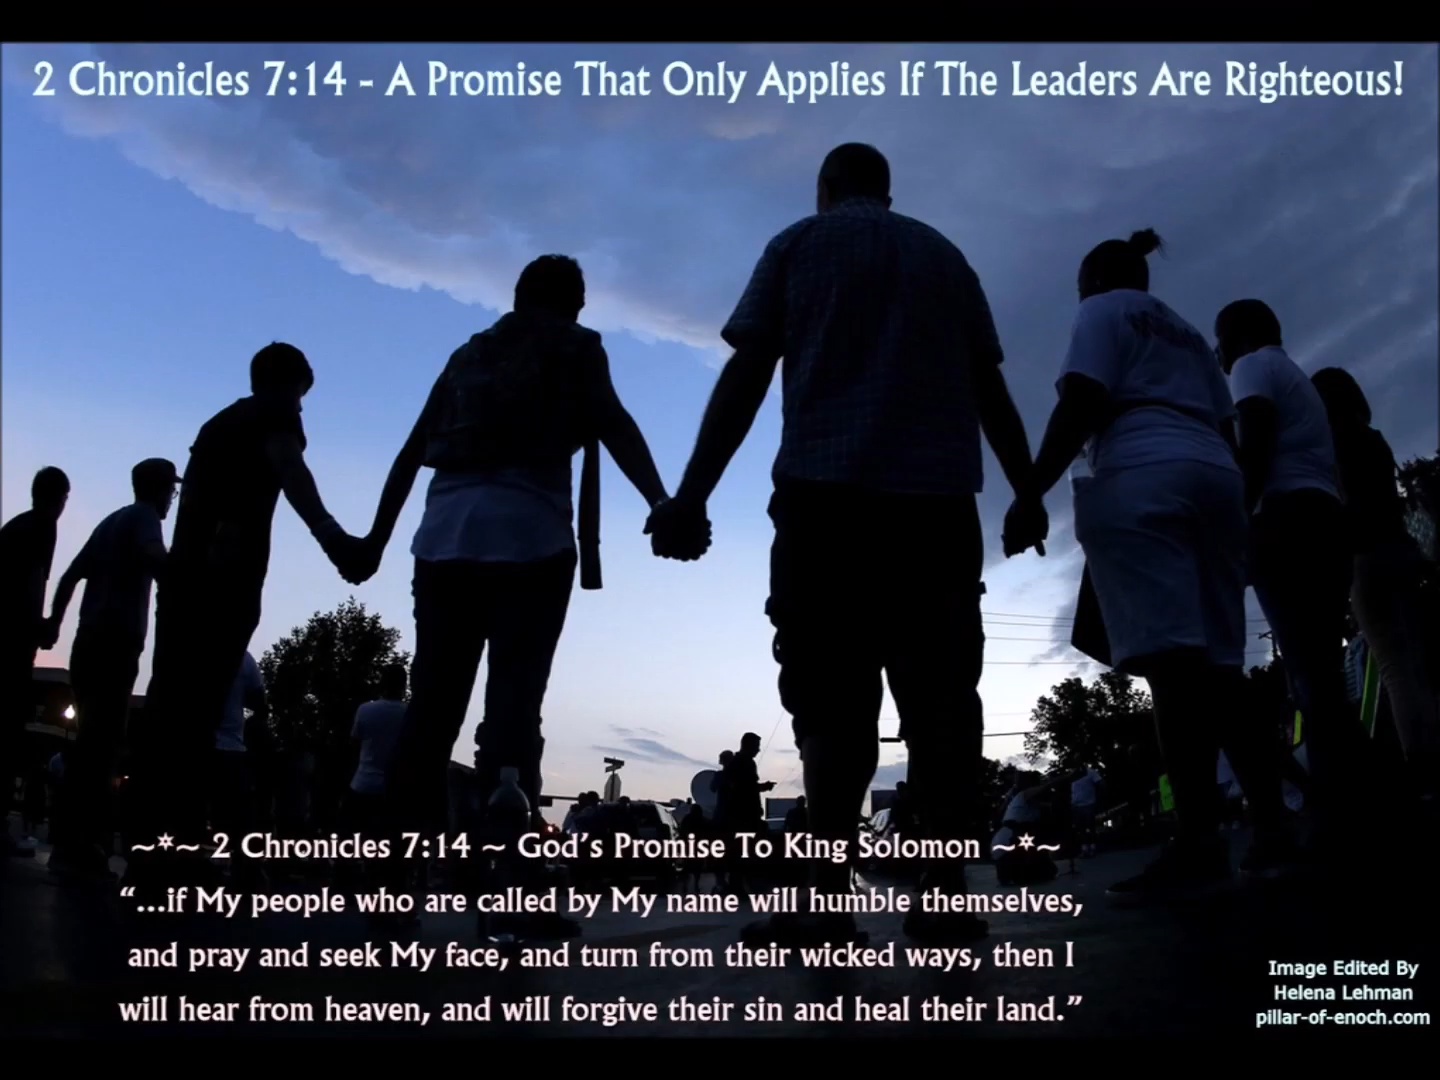 2 Chronicles 7:14 - A Promise That Only Applies If The Leaders Are Righteous!
~*~ 2 Chronicles 7:14 ~ God's Promise To King Solomon ~*~
“...if My people who are called by My name will humble themselves,
and pray and seek My face, and turn from their wicked ways, then I
will hear from heaven, and will forgive their sin and heal their land.”
Image Edited By
Helena Lehman
pillar-of-enoch.com